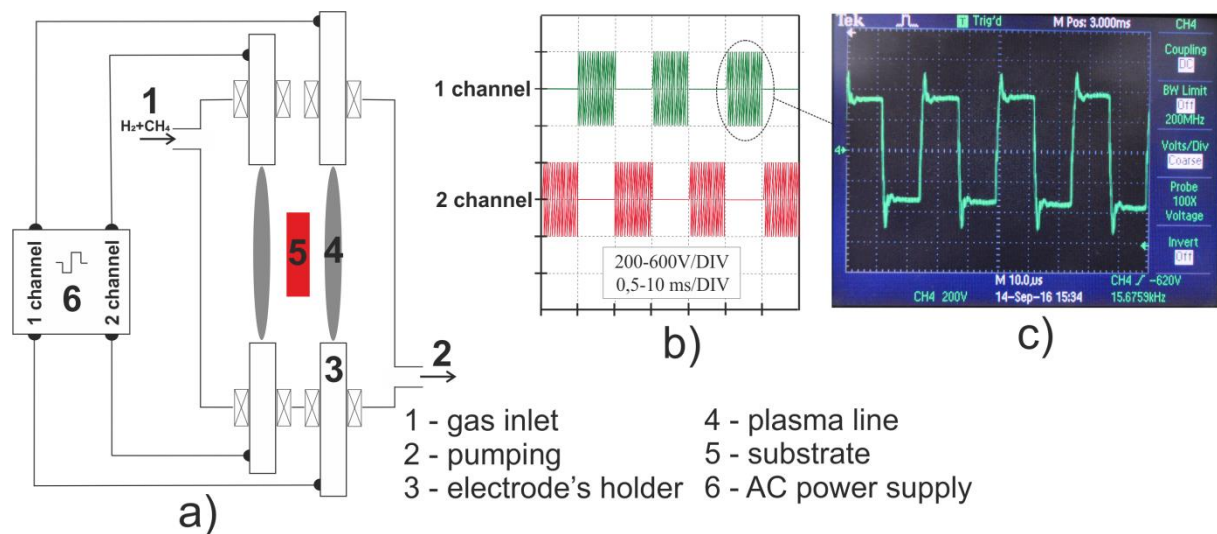 1
H₂+CH₄
1 channel
2 channel
6
5
4
3
2
a)
1 channel
2 channel
200-600V/DIV
0,5-10 ms/DIV
b)
Tek
T Trig'd
M Pos: 3.000ms
CH4
Coupling
DC
BW Limit
Off
200MHz
Volts/Div
Coarse
Probe
100X
Voltage
Invert
Off
4
M 10.0µs
CH4 ∕ -620V
CH4 200V
14-Sep-16 15:34
15.6759kHz
c)
1 - gas inlet
2 - pumping
3 - electrode's holder
4 - plasma line
5 - substrate
6 - AC power supply